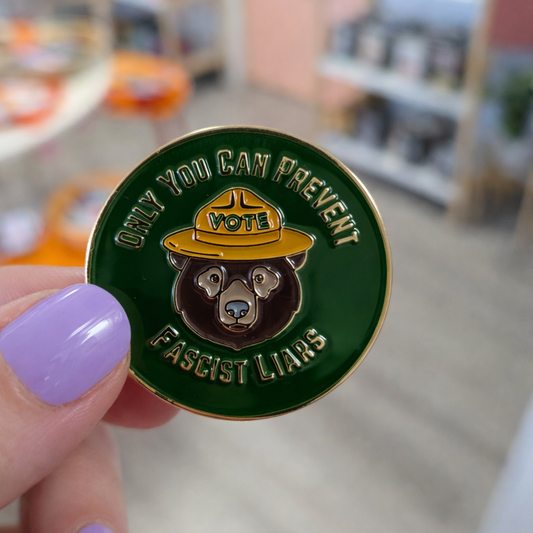 ONLY YOU CAN PREVENT
VOTE
FASCIST LIARS